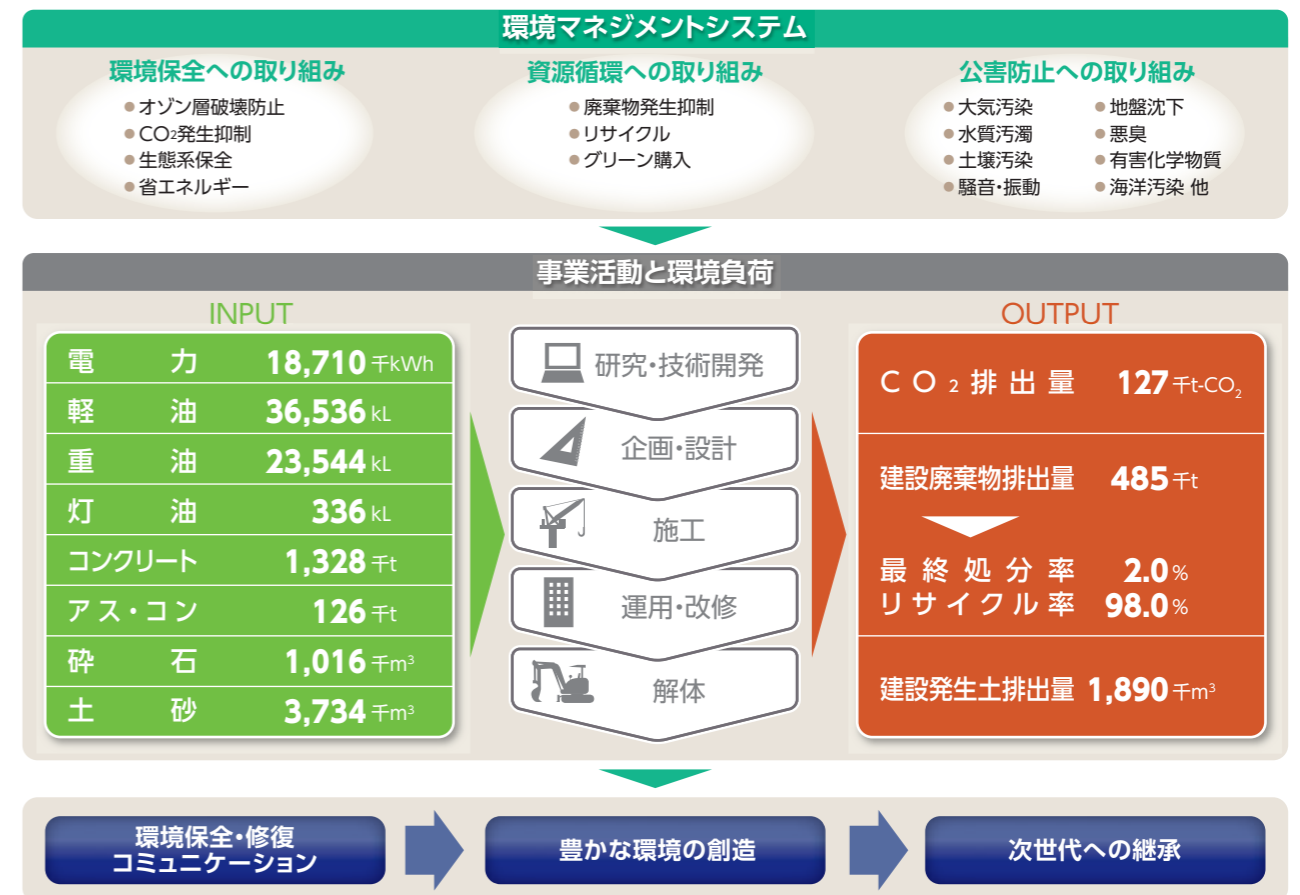 環境マネジメントシステム
環境保全への取り組み
●オゾン層破壊防止
●CO₂発生抑制
●生態系保全
●省エネルギー
資源循環への取り組み
●廃棄物発生抑制
●リサイクル
●グリーン購入
公害防止への取り組み
●大気汚染
●水質汚濁
●土壌汚染
●騒音・振動
●地盤沈下
●悪臭
●有害化学物質
●海洋汚染 他
事業活動と環境負荷
INPUT
電力 18,710 千kWh
軽油 36,536 kL
重油 23,544 kL
灯油 336 kL
コンクリート 1,328 千t
アス・コン 126 千t
砕石 1,016 千m³
土砂 3,734 千m³
研究・技術開発
企画・設計
施工
運用・改修
解体
OUTPUT
CO₂排出量 127 千t-CO₂
建設廃棄物排出量 485 千t
最終処分率 2.0%
リサイクル率 98.0%
建設発生土排出量 1,890 千m³
環境保全・修復
コミュニケーション
豊かな環境の創造
次世代への継承